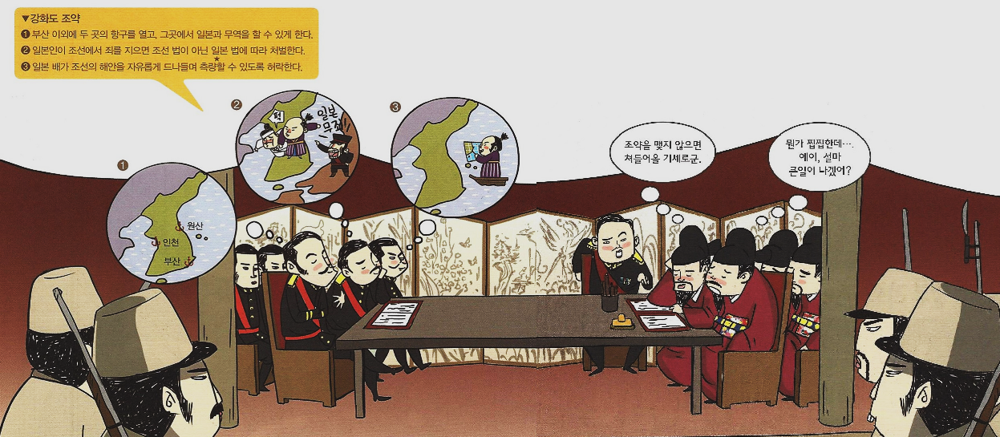 ▼강화도 조약
❶ 부산 이외에 두 곳의 항구를 열고, 그곳에서 일본과 무역을 할 수 있게 한다.
❷ 일본인이 조선에서 죄를 지으면 조선 법이 아닌 일본 법에 따라 처벌한다.
❸ 일본 배가 조선의 해안을 자유롭게 드나들며 측량★할 수 있도록 허락한다.
❶
원산
인천
부산
❷
퍽
일본
무죄!!
❸
조약을 맺지 않으면
쳐들어올 기세로군.
뭔가 찝찝한데….
에이, 설마
큰일이 나겠어?